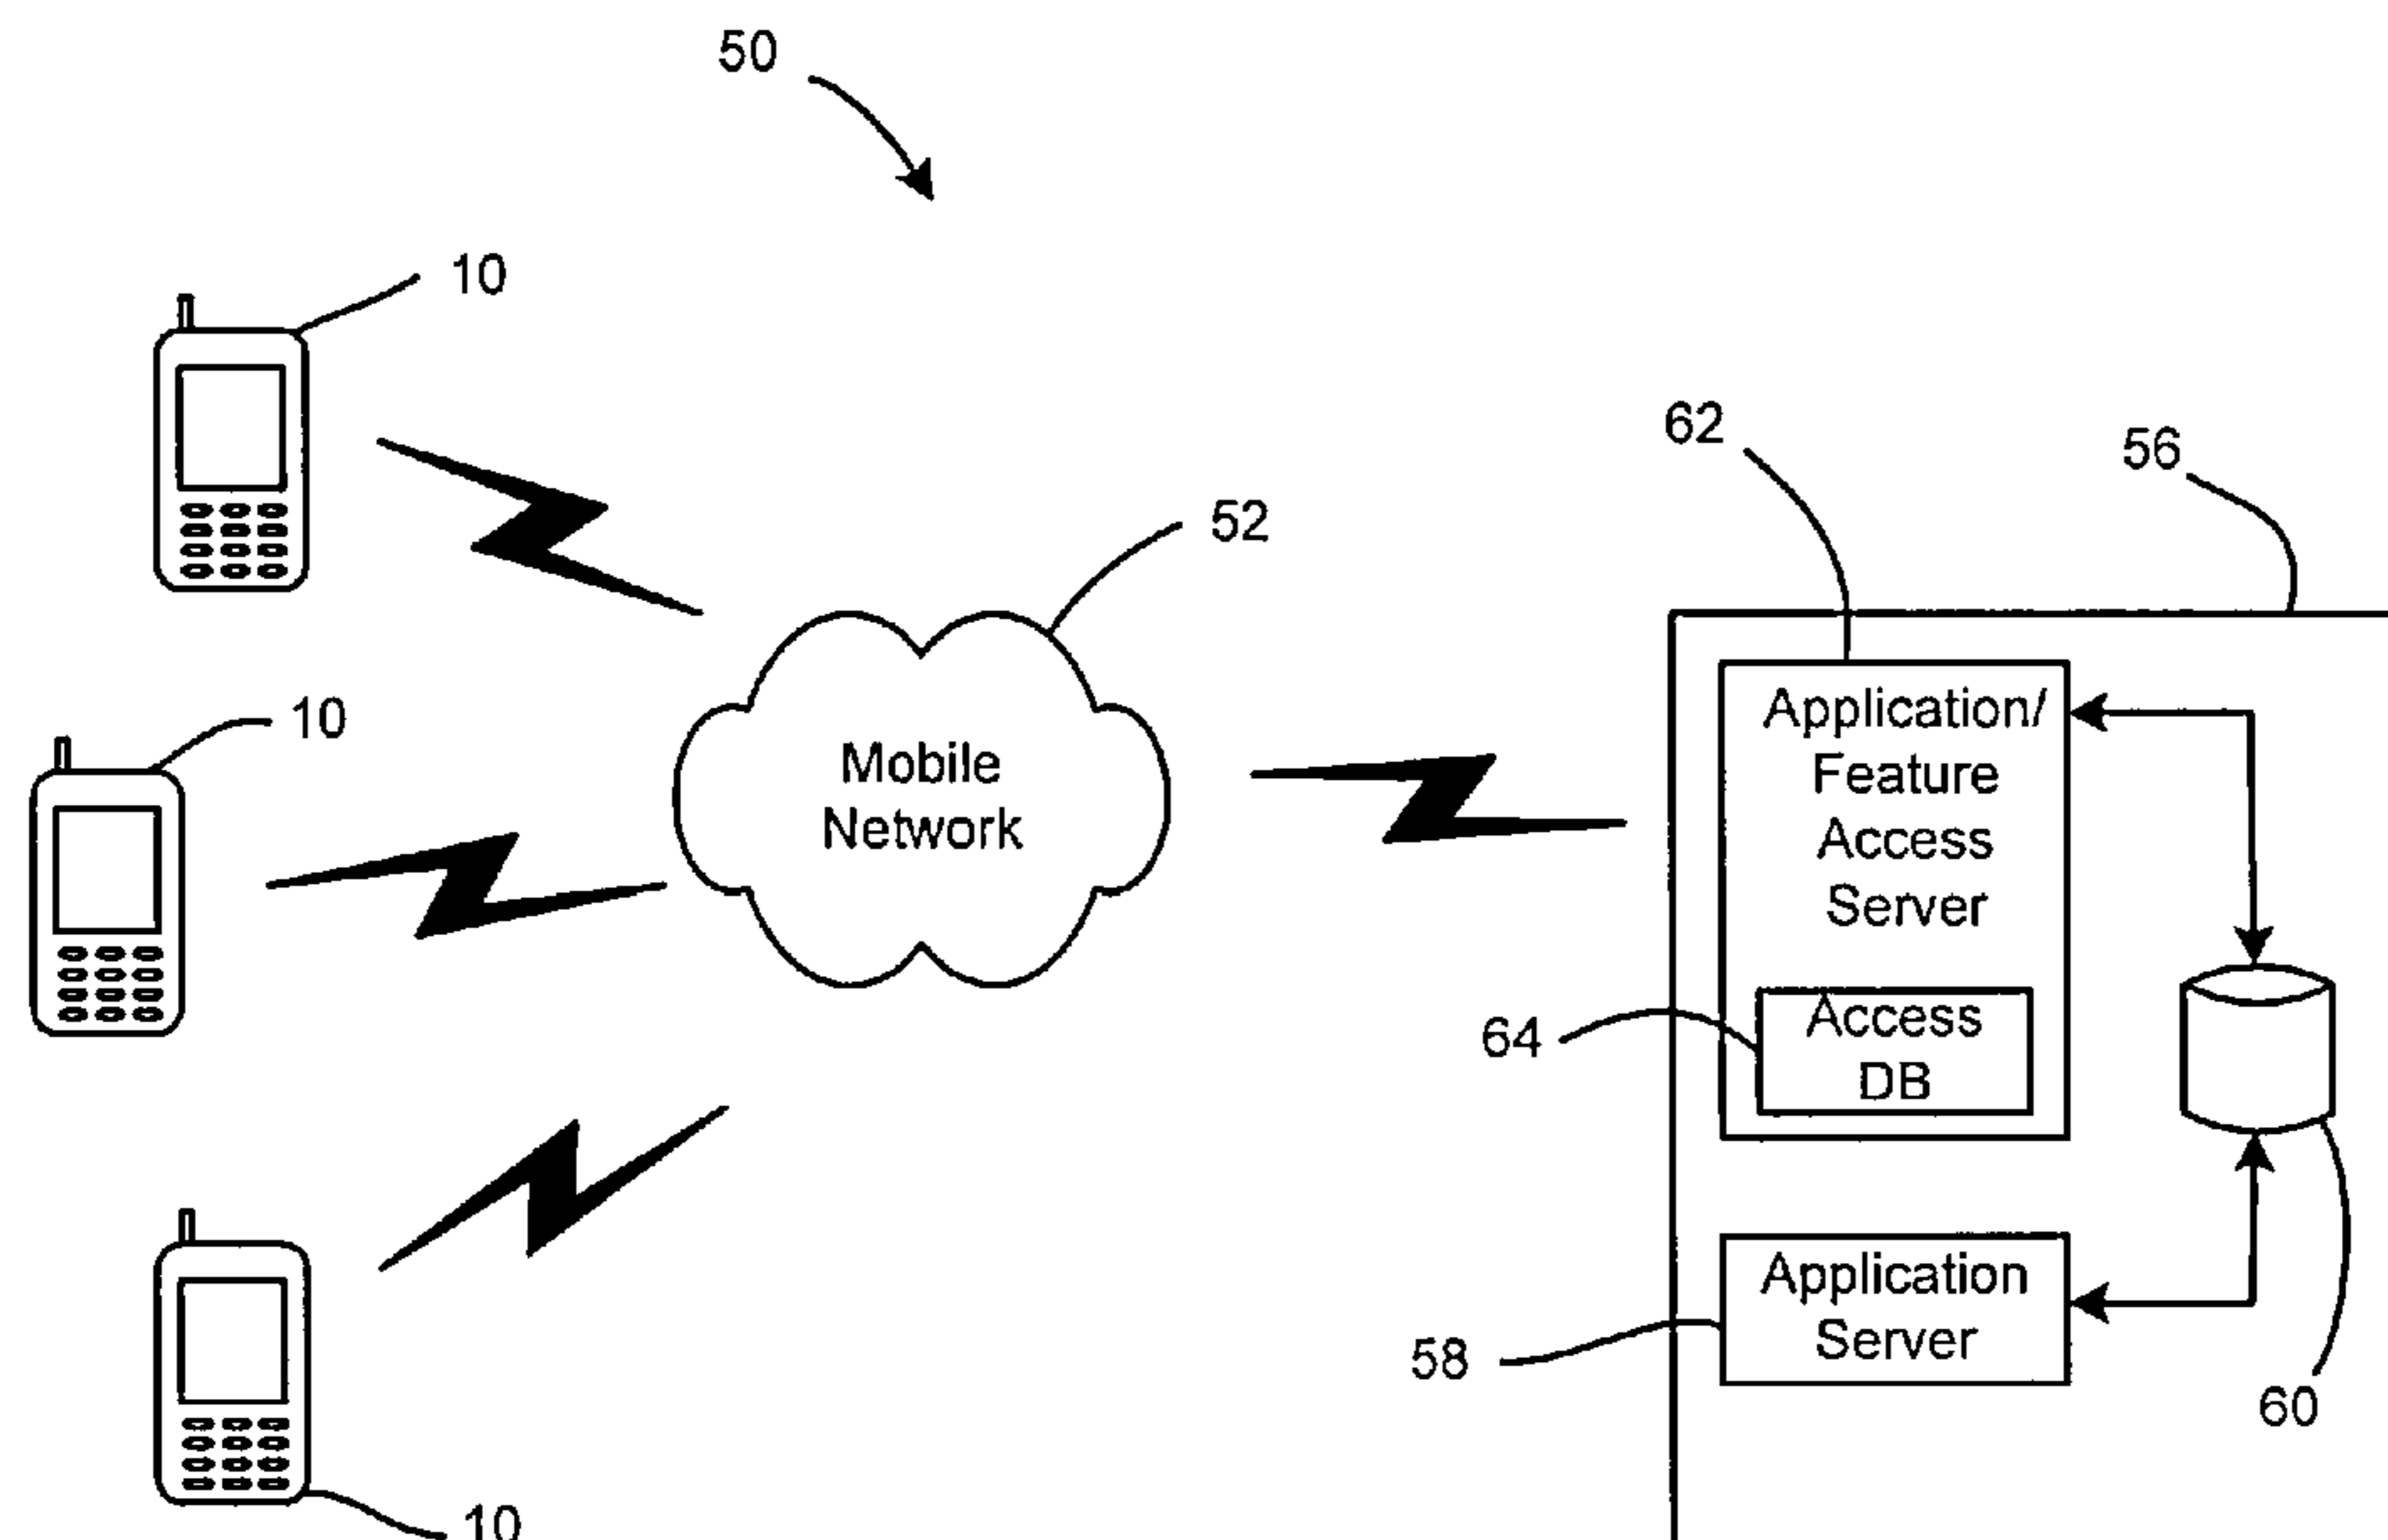 50
10
62
56
52
10
Application/
Feature
Access
Server
Mobile
Network
64
Access
DB
58
Application
Server
60
10